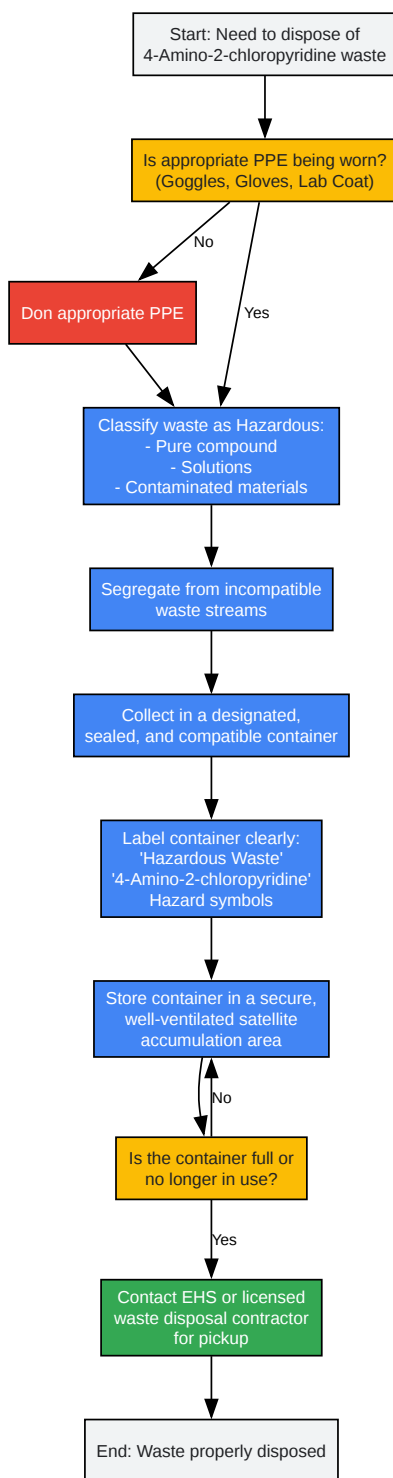 Start: Need to dispose of
4-Amino-2-chloropyridine waste
Is appropriate PPE being worn?
(Goggles, Gloves, Lab Coat)
No
Don appropriate PPE
Yes
Classify waste as Hazardous:
- Pure compound
- Solutions
- Contaminated materials
Segregate from incompatible
waste streams
Collect in a designated,
sealed, and compatible container
Label container clearly:
'Hazardous Waste'
'4-Amino-2-chloropyridine'
Hazard symbols
Store container in a secure,
well-ventilated satellite
accumulation area
No
Is the container full or
no longer in use?
Yes
Contact EHS or licensed
waste disposal contractor
for pickup
End: Waste properly disposed